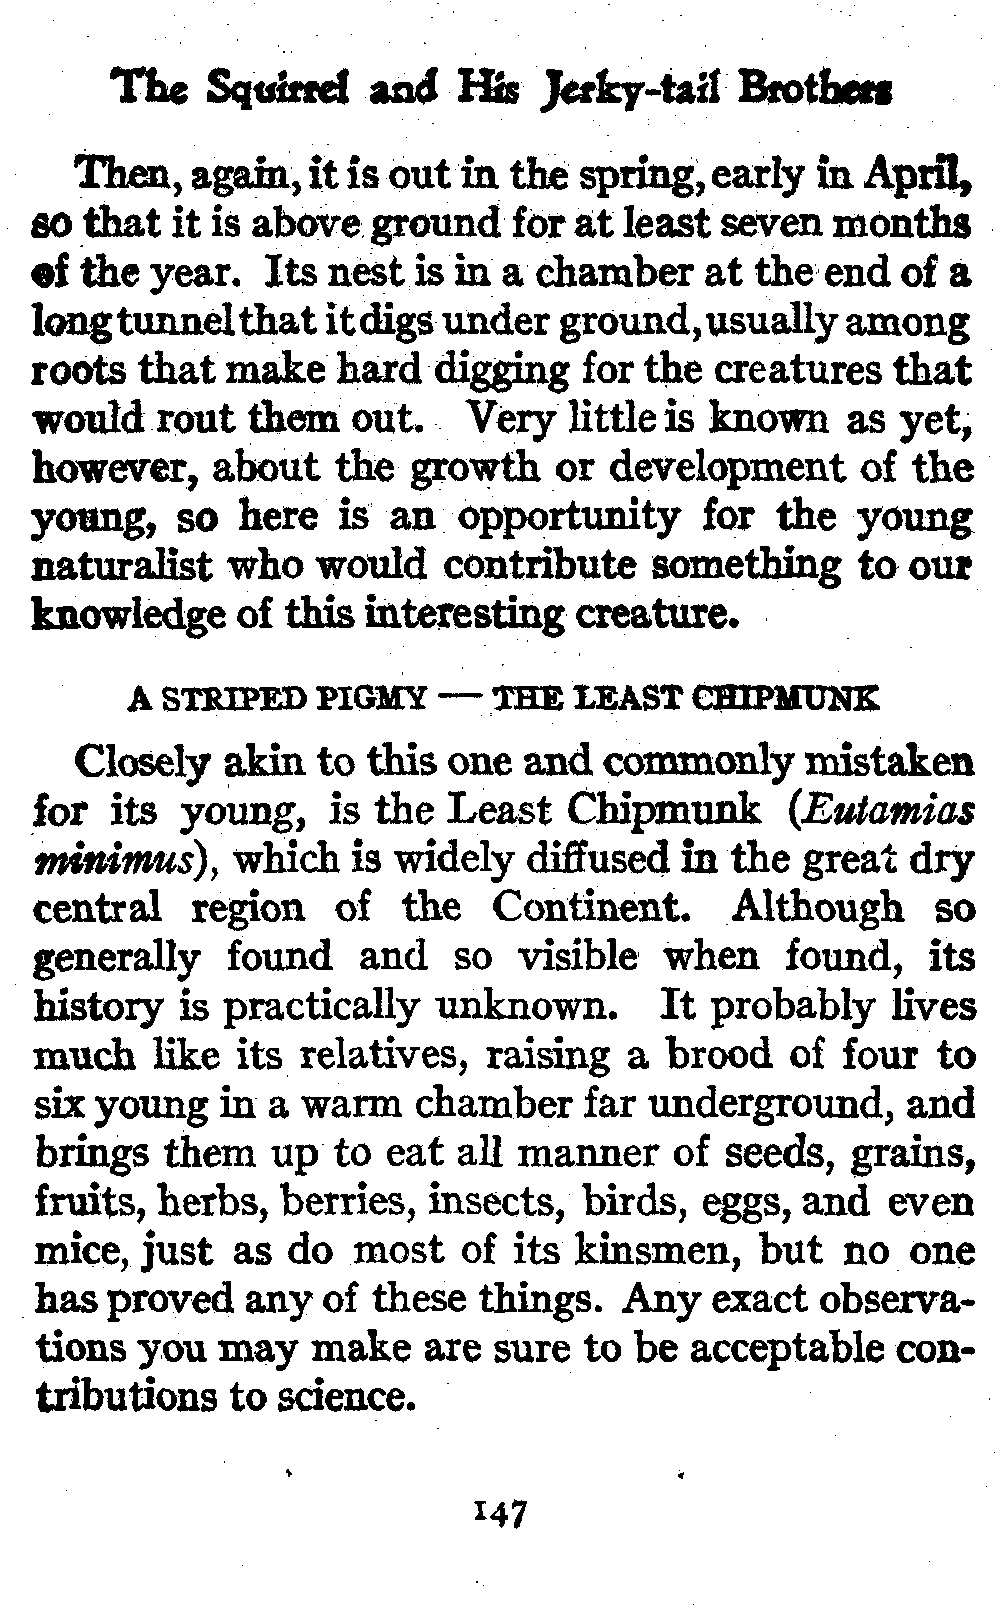 The Squirrel and His Jerky-tail Brothers
Then, again, it is out in the spring, early in April,
so that it is above ground for at least seven months
of the year. Its nest is in a chamber at the end of a
long tunnel that it digs under ground, usually among
roots that make hard digging for the creatures that
would rout them out. Very little is known as yet,
however, about the growth or development of the
young, so here is an opportunity for the young
naturalist who would contribute something to our
knowledge of this interesting creature.
A STRIPED PIGMY — THE LEAST CHIPMUNK
Closely akin to this one and commonly mistaken
for its young, is the Least Chipmunk (Eutamias
minimus), which is widely diffused in the great dry
central region of the Continent. Although so
generally found and so visible when found, its
history is practically unknown. It probably lives
much like its relatives, raising a brood of four to
six young in a warm chamber far underground, and
brings them up to eat all manner of seeds, grains,
fruits, herbs, berries, insects, birds, eggs, and even
mice, just as do most of its kinsmen, but no one
has proved any of these things. Any exact observa-
tions you may make are sure to be acceptable con-
tributions to science.
147